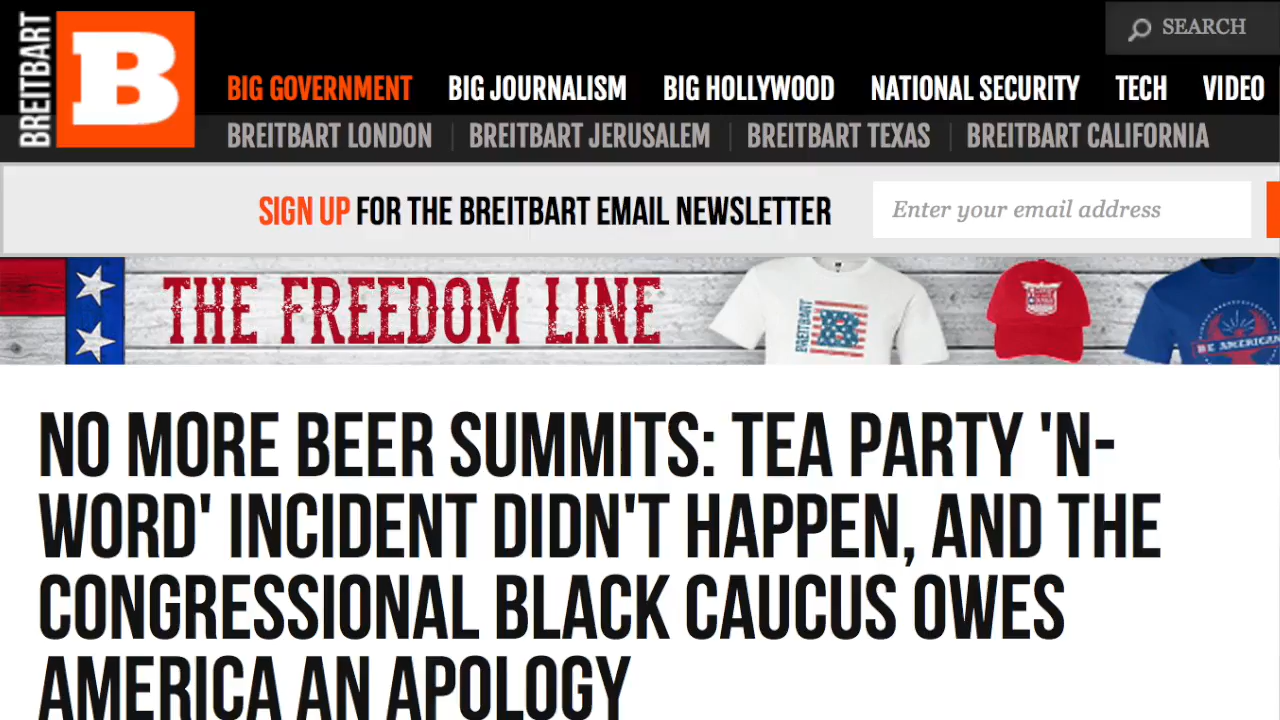 BREITBART
B
SEARCH
BIG GOVERNMENT BIG JOURNALISM BIG HOLLYWOOD NATIONAL SECURITY TECH VIDEO
BREITBART LONDON BREITBART JERUSALEM BREITBART TEXAS BREITBART CALIFORNIA
SIGN UP FOR THE BREITBART EMAIL NEWSLETTER Enter your email address
THE FREEDOM LINE
BREITBART
BE AMERICAN
NO MORE BEER SUMMITS: TEA PARTY 'N-
WORD' INCIDENT DIDN'T HAPPEN, AND THE
CONGRESSIONAL BLACK CAUCUS OWES
AMERICA AN APOLOGY